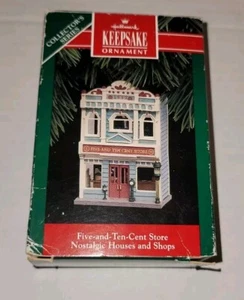 COLLECTOR'S
SERIES
Hallmark
KEEPSAKE
ORNAMENT
FIVE AND TEN CENT STORE
Five-and-Ten-Cent Store
Nostalgic Houses and Shops